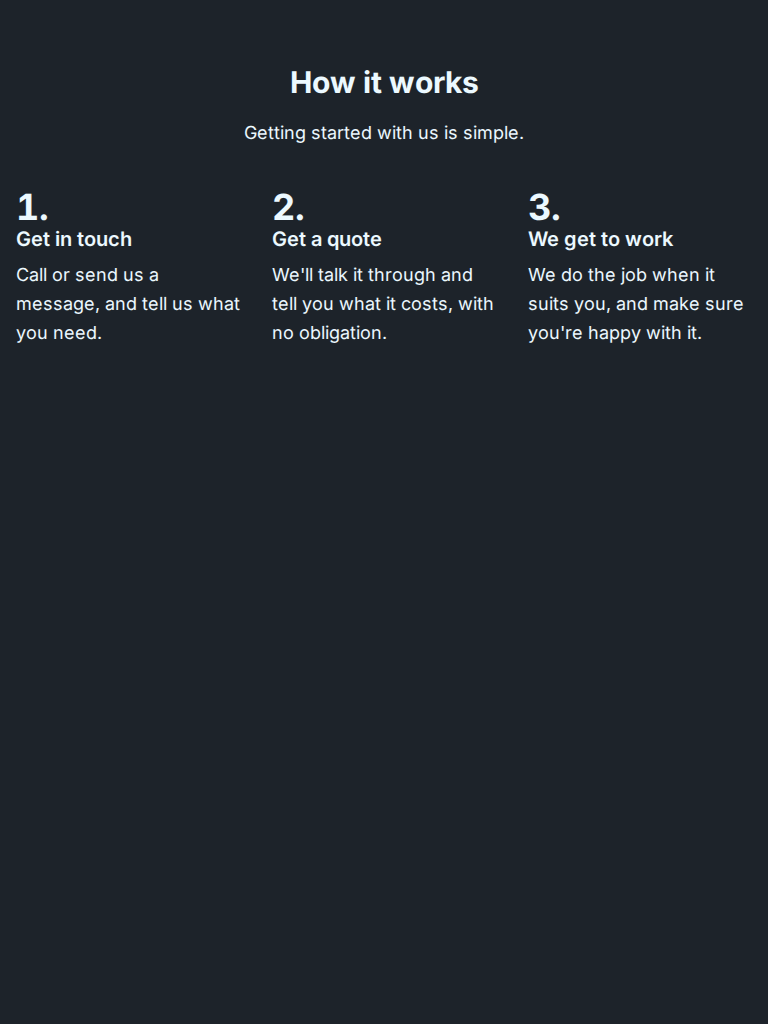 How it works
Getting started with us is simple.
1.
Get in touch
Call or send us a
message, and tell us what
you need.
2.
Get a quote
We'll talk it through and
tell you what it costs, with
no obligation.
3.
We get to work
We do the job when it
suits you, and make sure
you're happy with it.